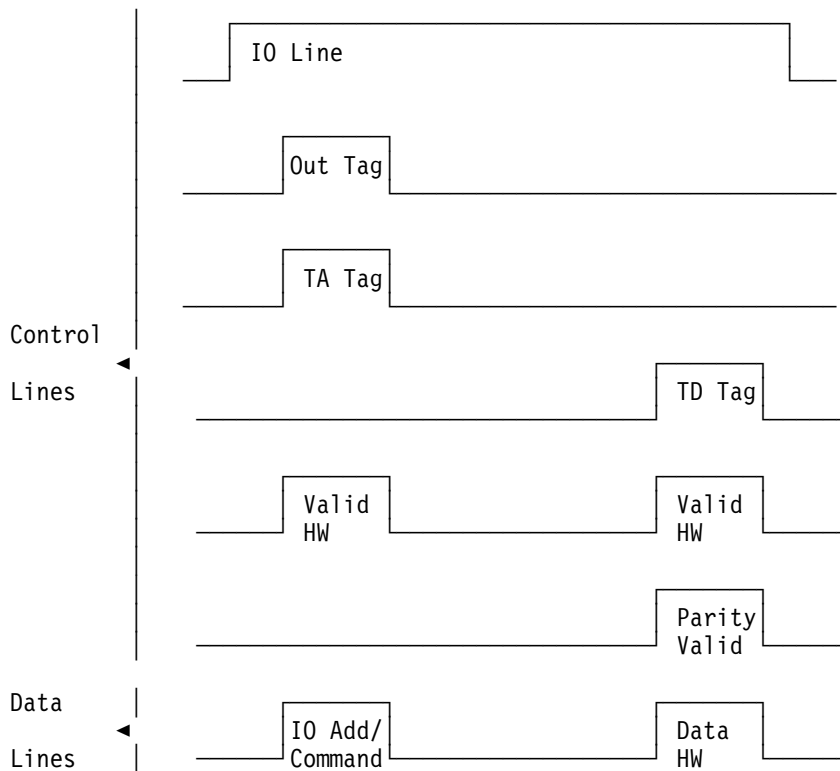 IO Line
Out Tag
TA Tag
Control
Lines
TD Tag
Valid
HW
Valid
HW
Parity
Valid
Data
Lines
IO Add/
Command
Data
HW